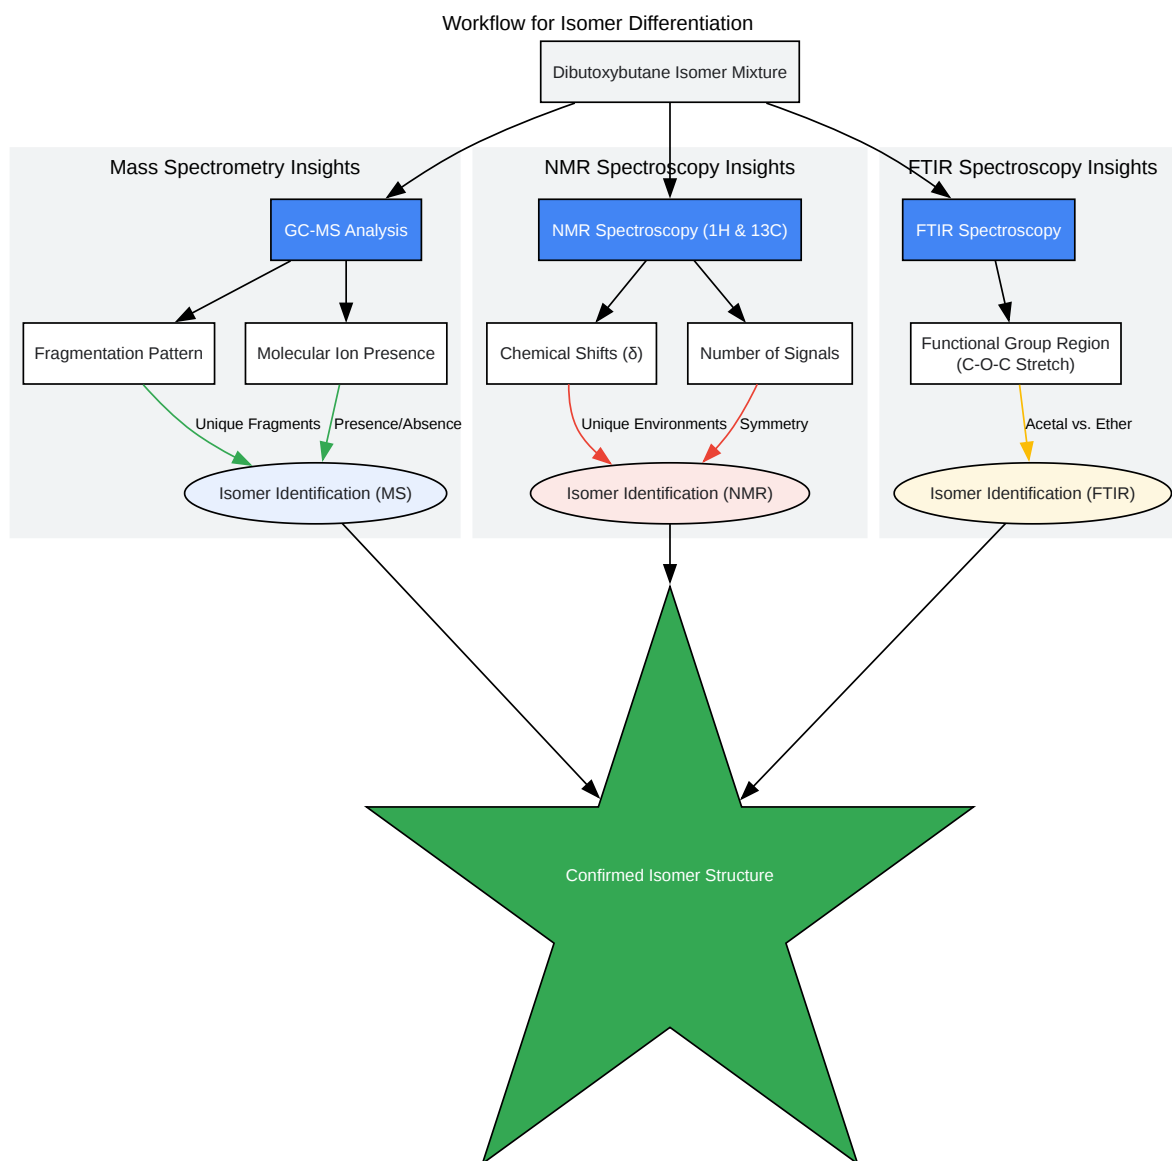 Workflow for Isomer Differentiation
Dibutoxybutane Isomer Mixture
Mass Spectrometry Insights
NMR Spectroscopy Insights
FTIR Spectroscopy Insights
GC-MS Analysis
NMR Spectroscopy (1H & 13C)
FTIR Spectroscopy
Fragmentation Pattern
Molecular Ion Presence
Chemical Shifts (δ)
Number of Signals
Functional Group Region
(C-O-C Stretch)
Unique Fragments
Presence/Absence
Unique Environments
Symmetry
Acetal vs. Ether
Isomer Identification (MS)
Isomer Identification (NMR)
Isomer Identification (FTIR)
Confirmed Isomer Structure